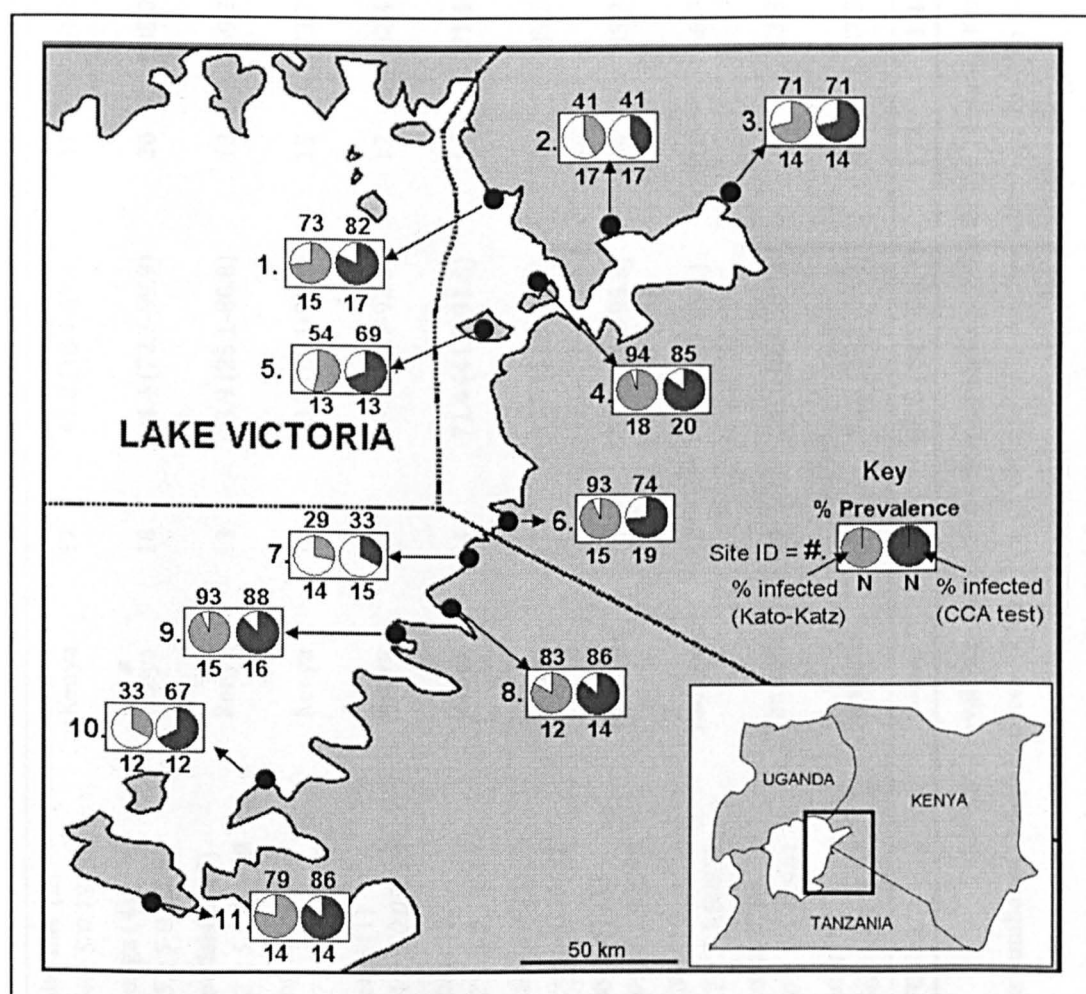 41 41
2.
17 17
71 71
3.
14 14
73 82
1.
15 17
54 69
5.
13 13
94 85
4.
18 20
LAKE VICTORIA
93 74
6.
15 19
29 33
7.
14 15
93 88
9.
15 16
83 86
8.
12 14
33 67
10.
12 12
79 86
11.
14 14
Key
% Prevalence
Site ID = #.
% infected
(Kato-Katz)
N N
% infected
(CCA test)
50 km
UGANDA
KENYA
TANZANIA